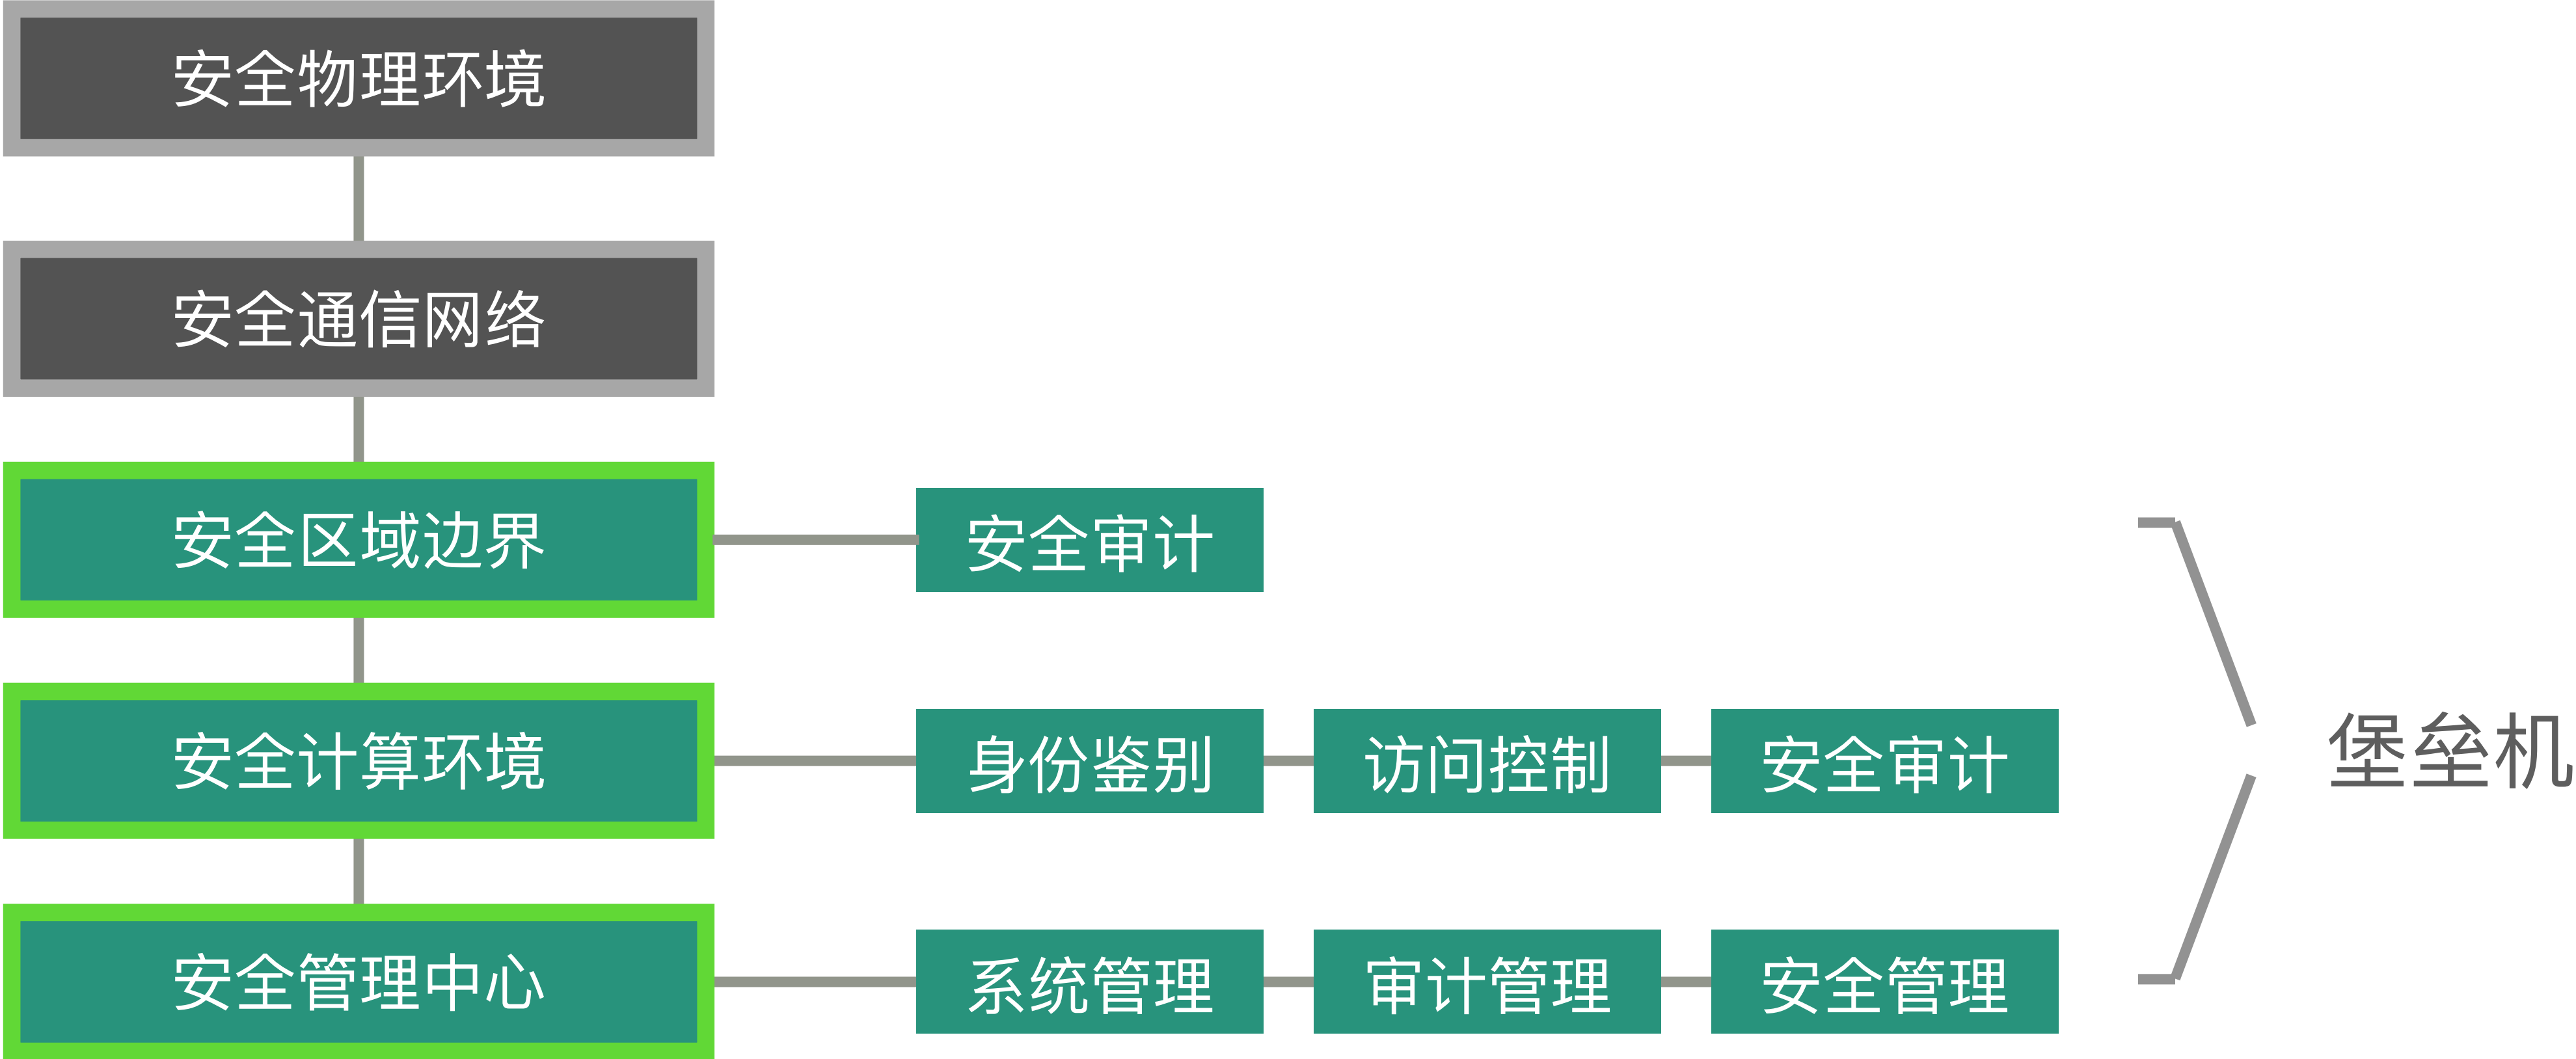 安全物理环境
安全通信网络
安全区域边界
安全审计
安全计算环境
身份鉴别
访问控制
安全审计
堡垒机
安全管理中心
系统管理
审计管理
安全管理